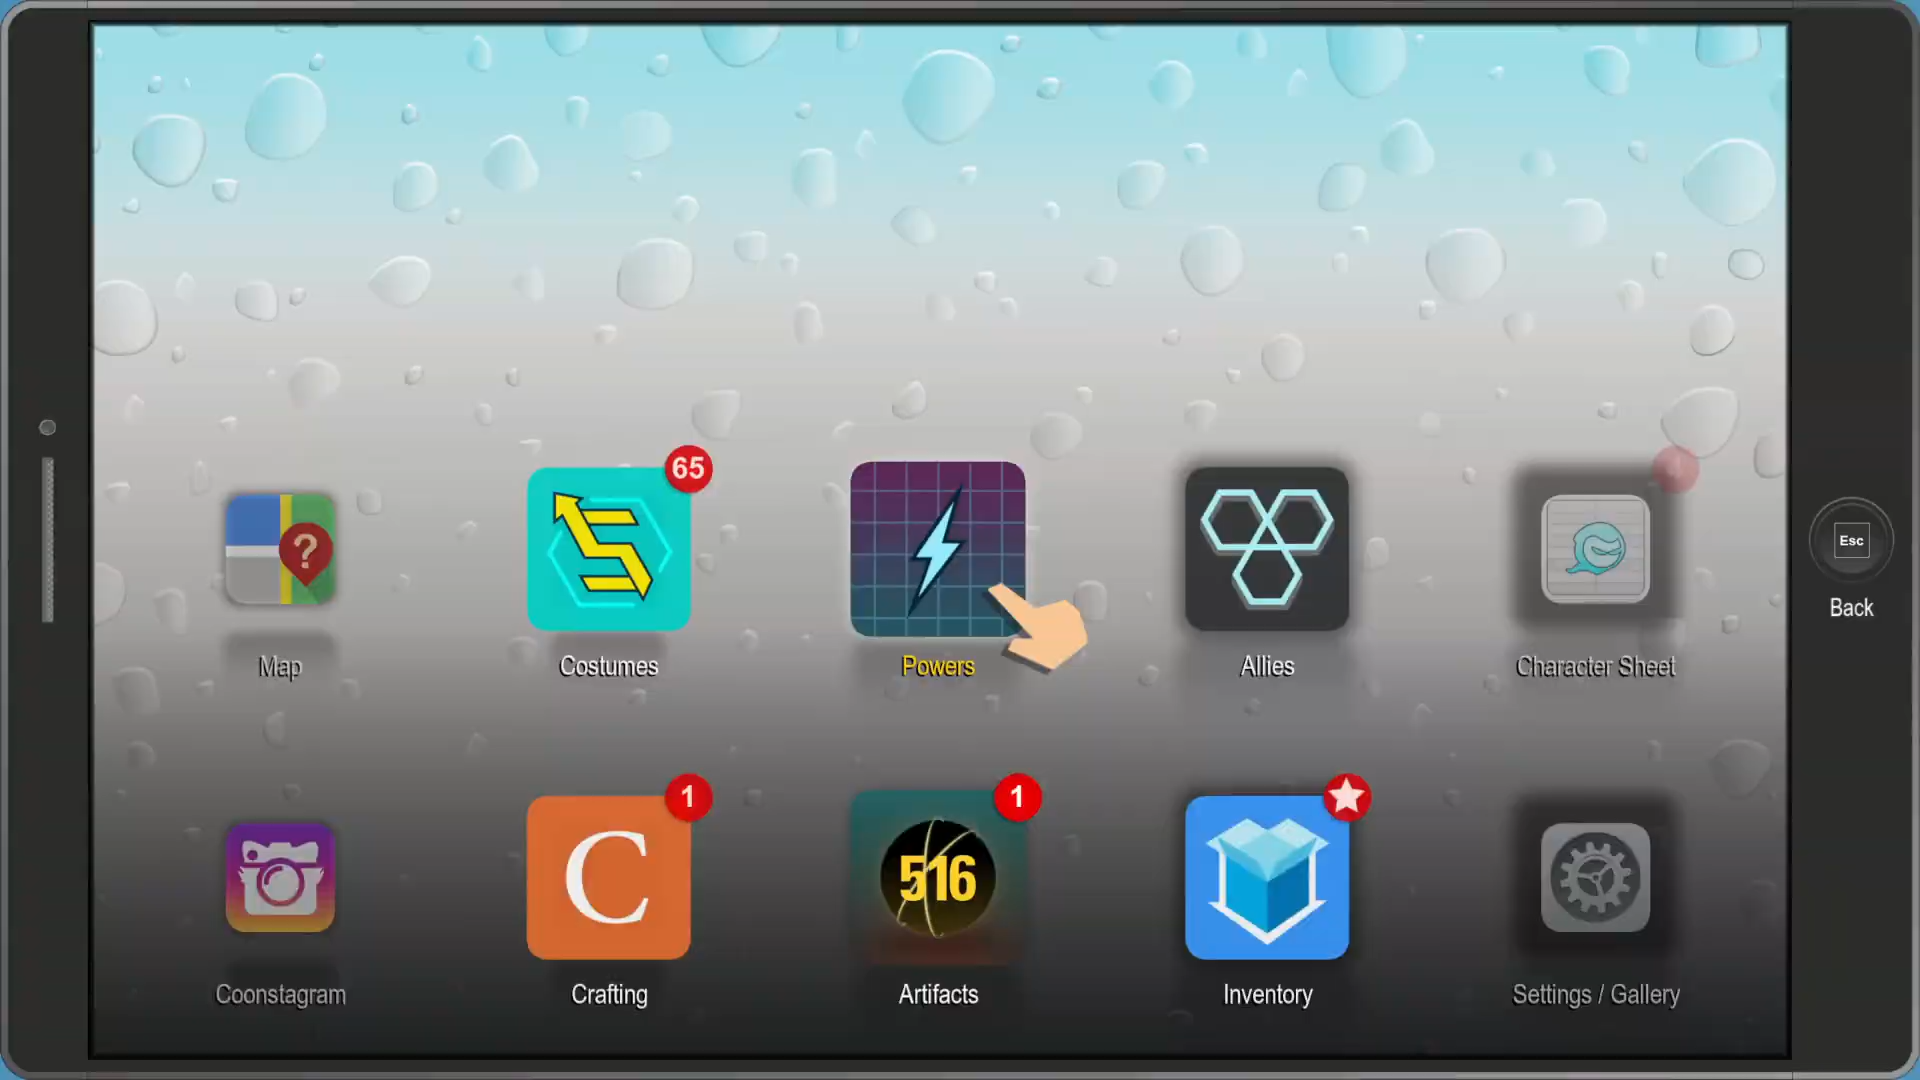 65
Esc
Back
Map
Costumes
Powers
Allies
Character Sheet
1
1
C
516
Coonstagram
Crafting
Artifacts
Inventory
Settings / Gallery